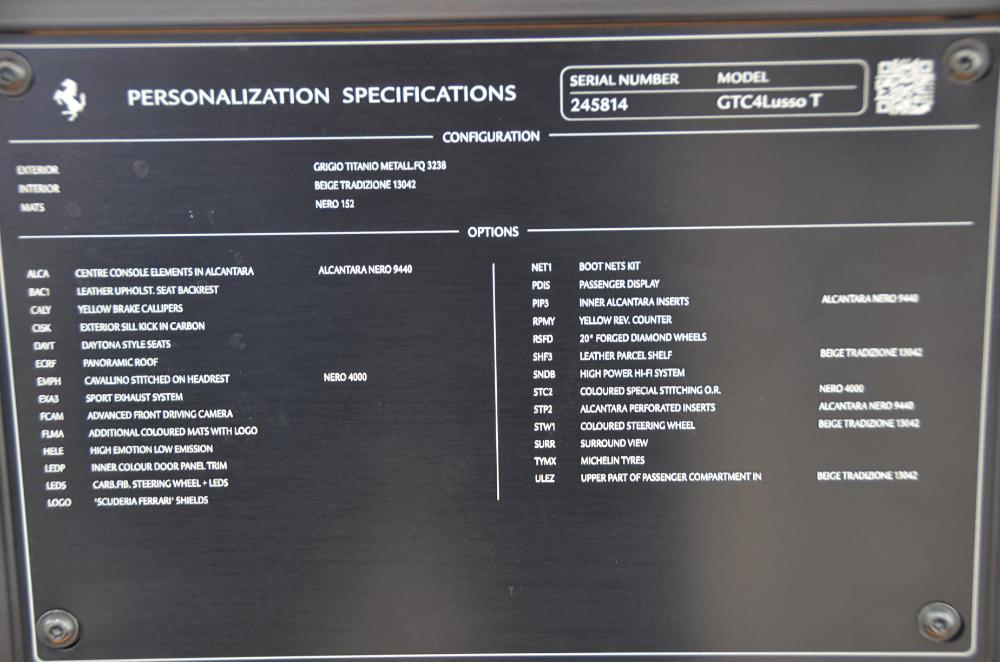 PERSONALIZATION SPECIFICATIONS
SERIAL NUMBER MODEL
245814 GTC4Lusso T
CONFIGURATION
EXTERIOR GRIGIO TITANIO METALL.FQ 3238
INTERIOR BEIGE TRADIZIONE 13042
MATS NERO 152
OPTIONS
ALCA CENTRE CONSOLE ELEMENTS IN ALCANTARA ALCANTARA NERO 9440
BAC1 LEATHER UPHOLST. SEAT BACKREST
CALY YELLOW BRAKE CALLIPERS
CISK EXTERIOR SILL KICK IN CARBON
DAYT DAYTONA STYLE SEATS
ECRF PANORAMIC ROOF
EMPH CAVALLINO STITCHED ON HEADREST NERO 4000
EXA3 SPORT EXHAUST SYSTEM
FCAM ADVANCED FRONT DRIVING CAMERA
FLMA ADDITIONAL COLOURED MATS WITH LOGO
HELE HIGH EMOTION LOW EMISSION
LEDP INNER COLOUR DOOR PANEL TRIM
LEDS CARB.FIB. STEERING WHEEL + LEDS
LOGO 'SCUDERIA FERRARI' SHIELDS
NET1 BOOT NETS KIT
PDIS PASSENGER DISPLAY
PIP3 INNER ALCANTARA INSERTS ALCANTARA NERO 9440
RPMY YELLOW REV. COUNTER
RSFD 20" FORGED DIAMOND WHEELS
SHF3 LEATHER PARCEL SHELF BEIGE TRADIZIONE 13042
SNDB HIGH POWER HI-FI SYSTEM
STC2 COLOURED SPECIAL STITCHING O.R. NERO 4000
STP2 ALCANTARA PERFORATED INSERTS ALCANTARA NERO 9440
STW1 COLOURED STEERING WHEEL BEIGE TRADIZIONE 13042
SURR SURROUND VIEW
TYMX MICHELIN TYRES
ULEZ UPPER PART OF PASSENGER COMPARTMENT IN BEIGE TRADIZIONE 13042